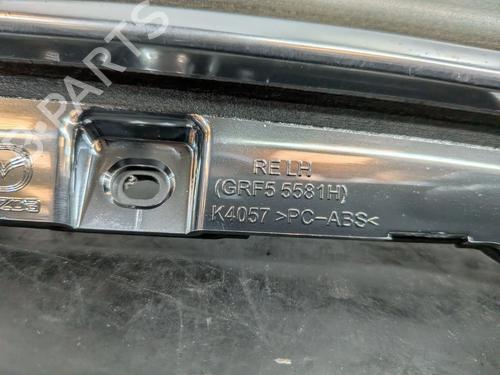 RE LH
(GRF5 5581H)
K4057 >PC-ABS<